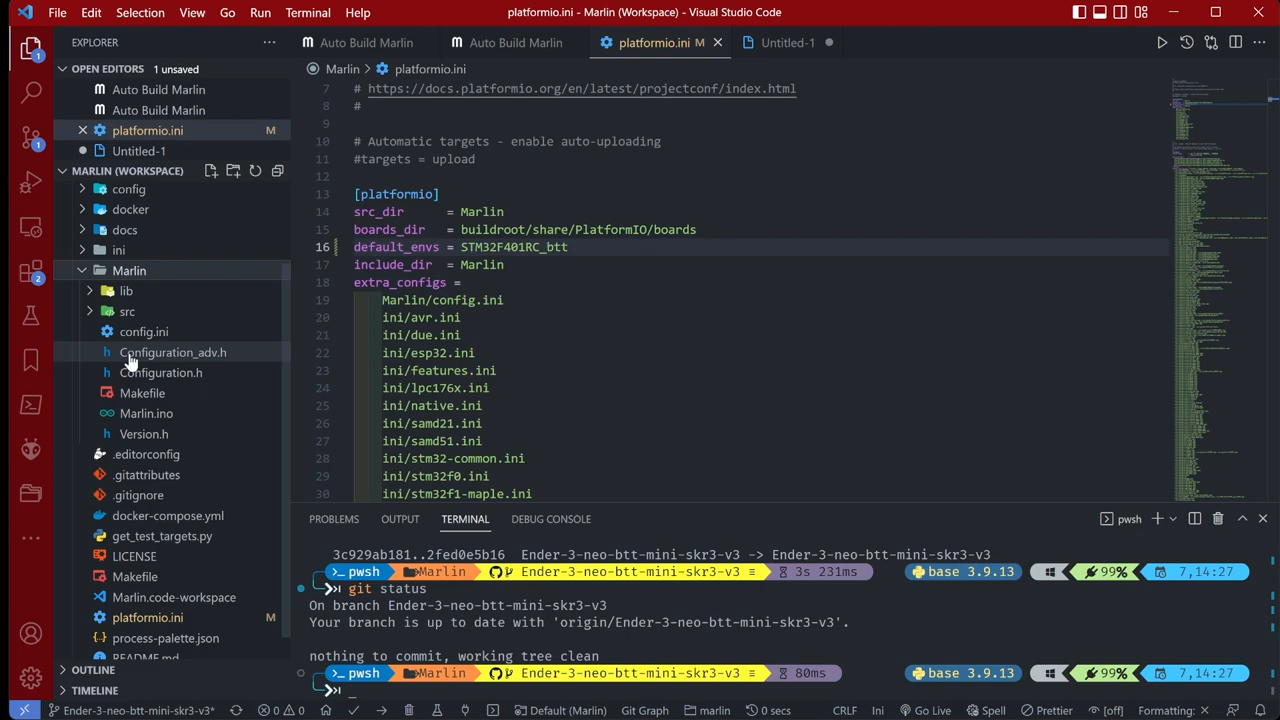 File Edit Selection View Go Run Terminal Help
platformio.ini - Marlin (Workspace) - Visual Studio Code
EXPLORER
OPEN EDITORS 1 unsaved
Auto Build Marlin
Auto Build Marlin
platformio.ini M
Untitled-1
MARLIN (WORKSPACE)
config
docker
docs
ini
Marlin
lib
src
config.ini
Configuration_adv.h
Configuration.h
Makefile
Marlin.ino
Version.h
.editorconfig
.gitattributes
.gitignore
docker-compose.yml
get_test_targets.py
LICENSE
Makefile
Marlin.code-workspace
platformio.ini M
process-palette.json
README.md
OUTLINE
TIMELINE
1
1
2
Auto Build Marlin
Auto Build Marlin
platformio.ini M
Untitled-1
Marlin > platformio.ini
7 # https://docs.platformio.org/en/latest/projectconf/index.html
8 #
9
10 # Automatic targets - enable auto-uploading
11 #targets = upload
12
13 [platformio]
14 src_dir = Marlin
15 boards_dir = buildroot/share/PlatformIO/boards
16 default_envs = STM32F401RC_btt
17 include_dir = Marlin
18 extra_configs =
19 Marlin/config.ini
20 ini/avr.ini
21 ini/due.ini
22 ini/esp32.ini
23 ini/features.ini
24 ini/lpc176x.ini
25 ini/native.ini
26 ini/samd21.ini
27 ini/samd51.ini
28 ini/stm32-common.ini
29 ini/stm32f0.ini
30 ini/stm32f1-maple.ini
PROBLEMS OUTPUT TERMINAL DEBUG CONSOLE
pwsh
3c929ab181..2fed0e5b16 Ender-3-neo-btt-mini-skr3-v3 -> Ender-3-neo-btt-mini-skr3-v3
pwsh Marlin Ender-3-neo-btt-mini-skr3-v3 ≡ 3s 231ms base 3.9.13 99% 7,14:27
git status
On branch Ender-3-neo-btt-mini-skr3-v3
Your branch is up to date with 'origin/Ender-3-neo-btt-mini-skr3-v3'.
nothing to commit, working tree clean
pwsh Marlin Ender-3-neo-btt-mini-skr3-v3 ≡ 80ms base 3.9.13 99% 7,14:27
Ender-3-neo-btt-mini-skr3-v3* 0 0 Default (Marlin) Git Graph marlin 0 secs CRLF Ini Go Live Spell Prettier [off] Formatting: ×